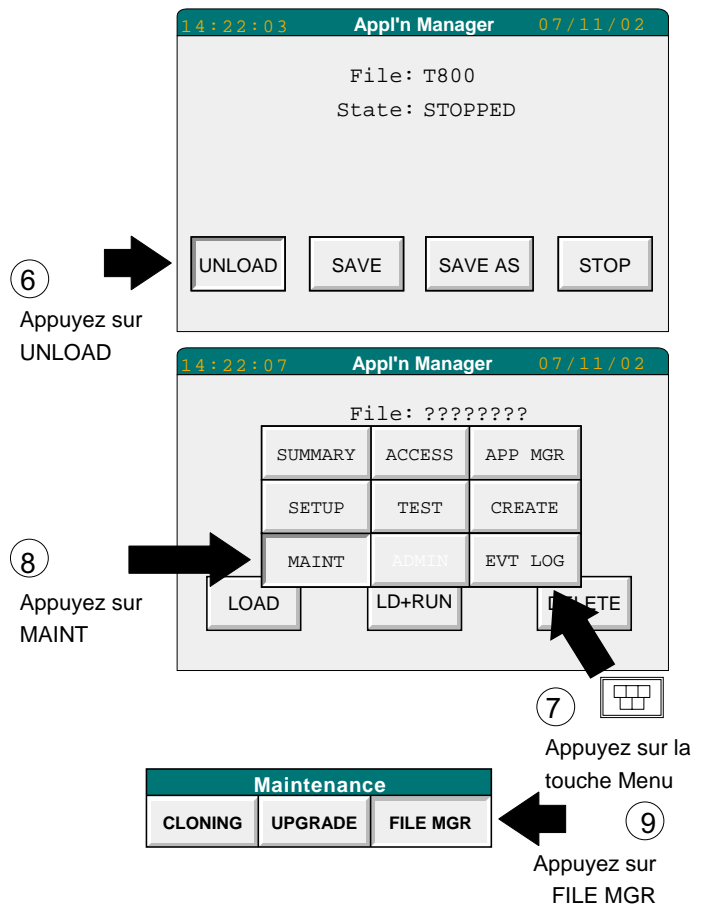 14:22:03 Appl'n Manager 07/11/02
File: T800
State: STOPPED
UNLOAD SAVE SAVE AS STOP
6
Appuyez sur
UNLOAD
14:22:07 Appl'n Manager 07/11/02
File: ????????
SUMMARY ACCESS APP MGR
SETUP TEST CREATE
MAINT ADMIN EVT LOG
8
Appuyez sur
MAINT
LOAD LD+RUN DELETE
7
Appuyez sur la
touche Menu
Maintenance
CLONING UPGRADE FILE MGR
9
Appuyez sur
FILE MGR